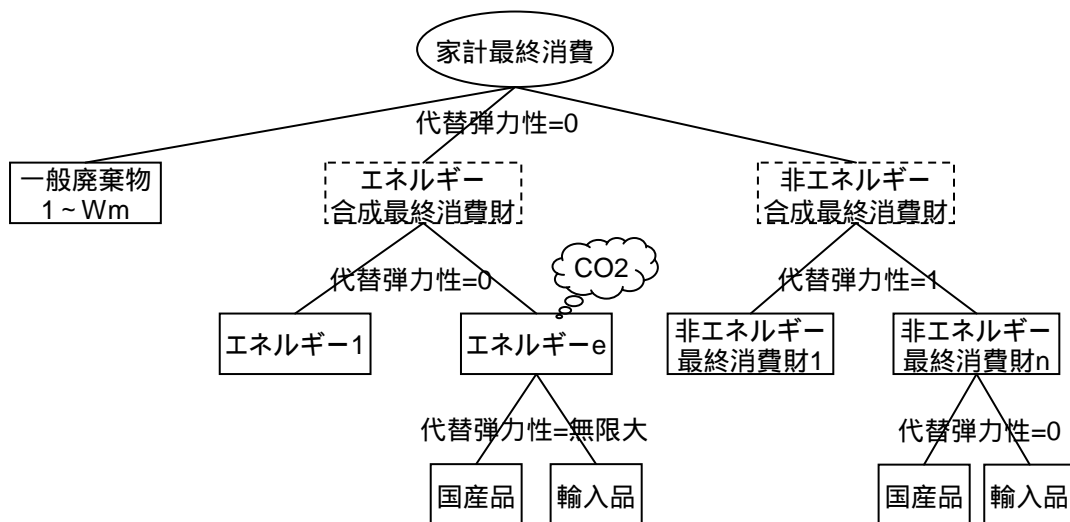 家計最終消費
代替弾力性=0
一般廃棄物
1～Wm
エネルギー
合成最終消費財
非エネルギー
合成最終消費財
CO2
代替弾力性=0
代替弾力性=1
エネルギー1
エネルギーe
非エネルギー
最終消費財1
非エネルギー
最終消費財n
代替弾力性=無限大
代替弾力性=0
国産品
輸入品
国産品
輸入品